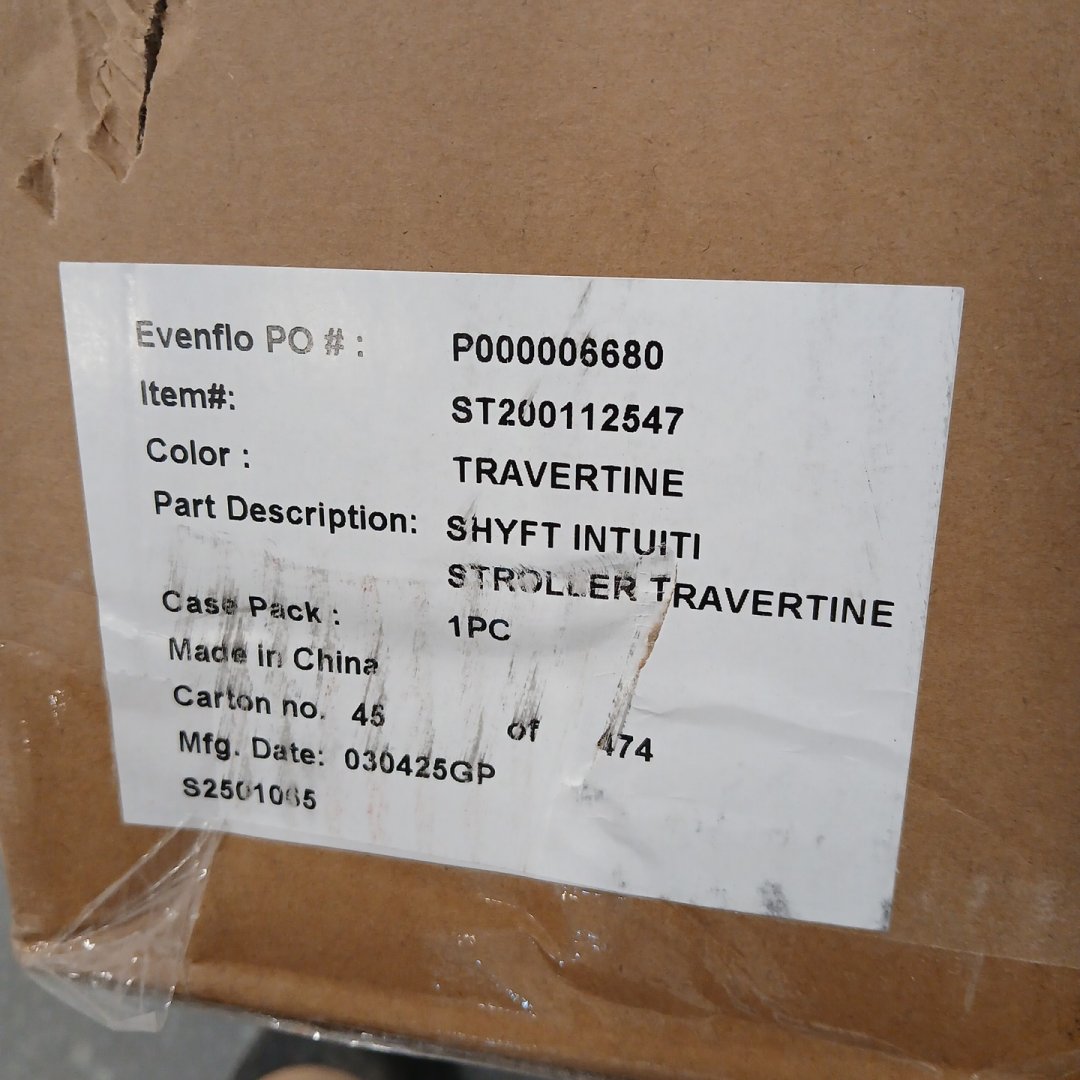 Evenflo PO # : P000006680
Item#: ST200112547
Color : TRAVERTINE
Part Description: SHYFT INTUITI
STROLLER TRAVERTINE
Case Pack : 1PC
Made in China
Carton no. 45 of 474
Mfg. Date: 030425GP
S2501065